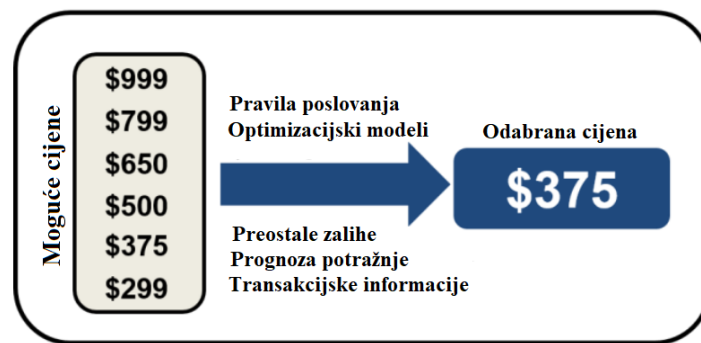 Moguće cijene
$999
$799
$650
$500
$375
$299
Pravila poslovanja
Optimizacijski modeli
Preostale zalihe
Prognoza potražnje
Transakcijske informacije
Odabrana cijena
$375